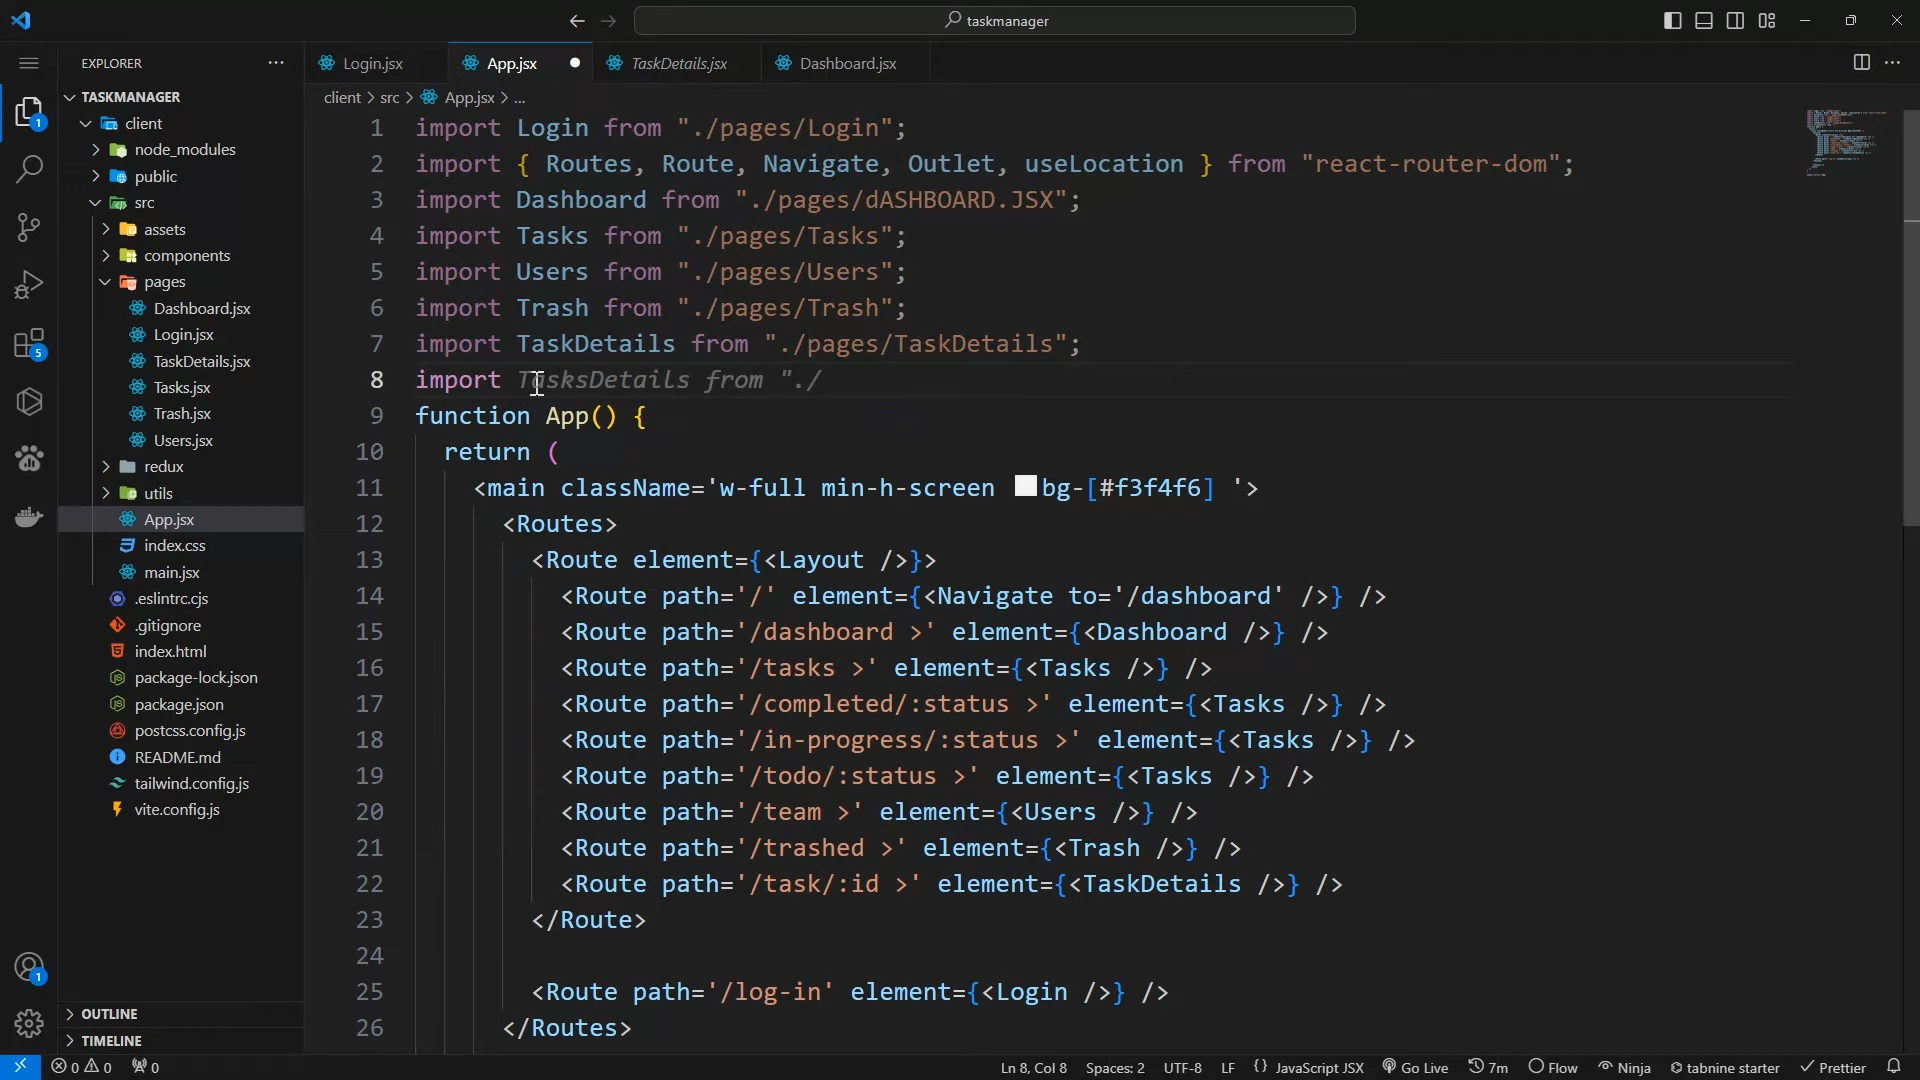 taskmanager
EXPLORER
TASKMANAGER
client
node_modules
public
src
assets
components
pages
Dashboard.jsx
Login.jsx
TaskDetails.jsx
Tasks.jsx
Trash.jsx
Users.jsx
redux
utils
App.jsx
index.css
main.jsx
.eslintrc.cjs
.gitignore
index.html
package-lock.json
package.json
postcss.config.js
README.md
tailwind.config.js
vite.config.js
OUTLINE
TIMELINE
1
5
1
Login.jsx App.jsx TaskDetails.jsx Dashboard.jsx
client > src > App.jsx > ...
1 import Login from "./pages/Login";
2 import { Routes, Route, Navigate, Outlet, useLocation } from "react-router-dom";
3 import Dashboard from "./pages/dASHBOARD.JSX";
4 import Tasks from "./pages/Tasks";
5 import Users from "./pages/Users";
6 import Trash from "./pages/Trash";
7 import TaskDetails from "./pages/TaskDetails";
8 import TasksDetails from "./
9 function App() {
10 return (
11 <main className='w-full min-h-screen bg-[#f3f4f6] '>
12 <Routes>
13 <Route element={<Layout />}>
14 <Route path='/' element={<Navigate to='/dashboard' />} />
15 <Route path='/dashboard >' element={<Dashboard />} />
16 <Route path='/tasks >' element={<Tasks />} />
17 <Route path='/completed/:status >' element={<Tasks />} />
18 <Route path='/in-progress/:status >' element={<Tasks />} />
19 <Route path='/todo/:status >' element={<Tasks />} />
20 <Route path='/team >' element={<Users />} />
21 <Route path='/trashed >' element={<Trash />} />
22 <Route path='/task/:id >' element={<TaskDetails />} />
23 </Route>
24
25 <Route path='/log-in' element={<Login />} />
26 </Routes>
0 0 0 Ln 8, Col 8 Spaces: 2 UTF-8 LF {} JavaScript JSX Go Live 7m Flow Ninja tabnine starter Prettier